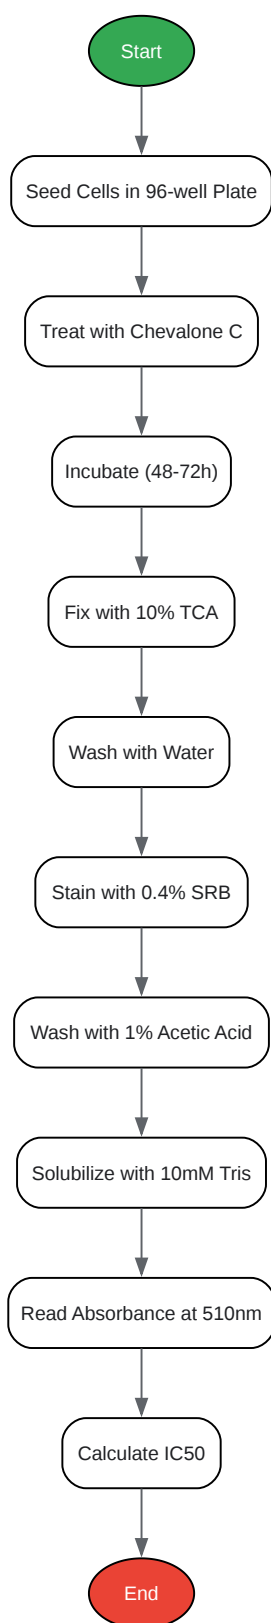 Start
Seed Cells in 96-well Plate
Treat with Chevalone C
Incubate (48-72h)
Fix with 10% TCA
Wash with Water
Stain with 0.4% SRB
Wash with 1% Acetic Acid
Solubilize with 10mM Tris
Read Absorbance at 510nm
Calculate IC50
End